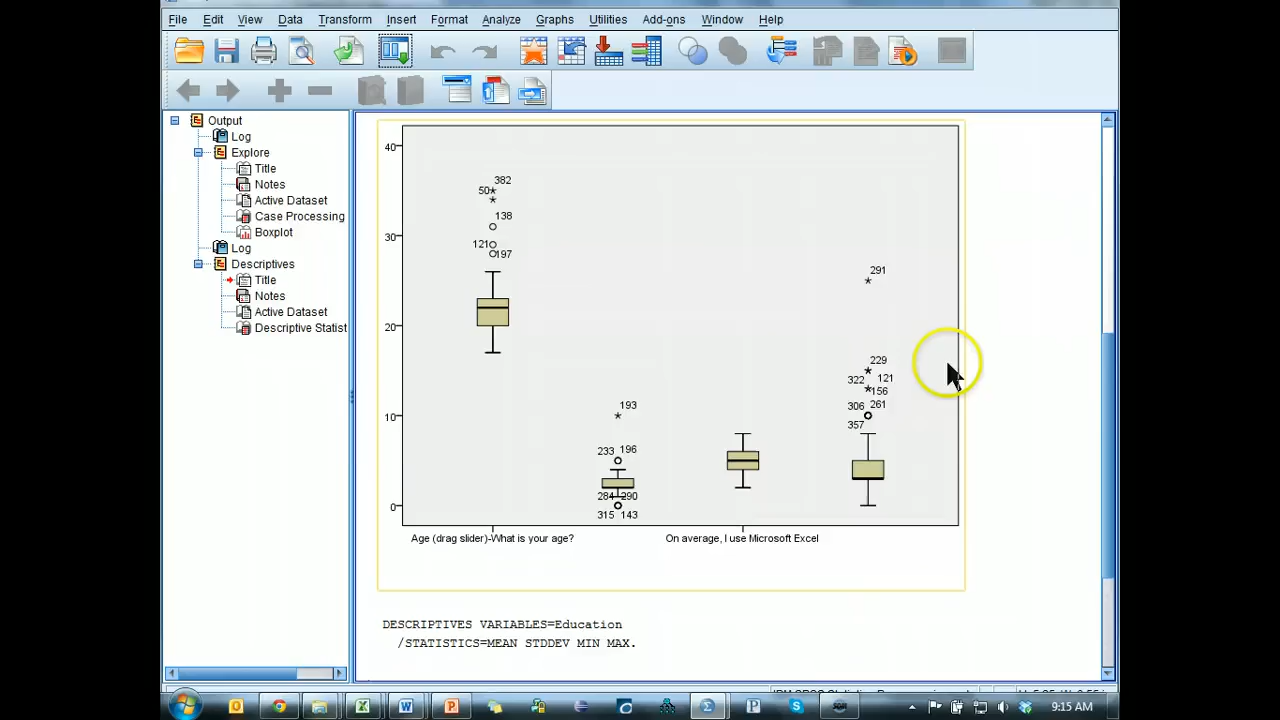 File Edit View Data Transform Insert Format Analyze Graphs Utilities Add-ons Window Help
Output
Log
Explore
Title
Notes
Active Dataset
Case Processing
Boxplot
Log
Descriptives
Title
Notes
Active Dataset
Descriptive Statist
40
30
20
10
0
382
50
138
121
197
193
233 196
284 290
315 143
291
229
322 121
156
306 261
357
Age (drag slider)-What is your age?
On average, I use Microsoft Excel
DESCRIPTIVES VARIABLES=Education
/STATISTICS=MEAN STDDEV MIN MAX.
9:15 AM